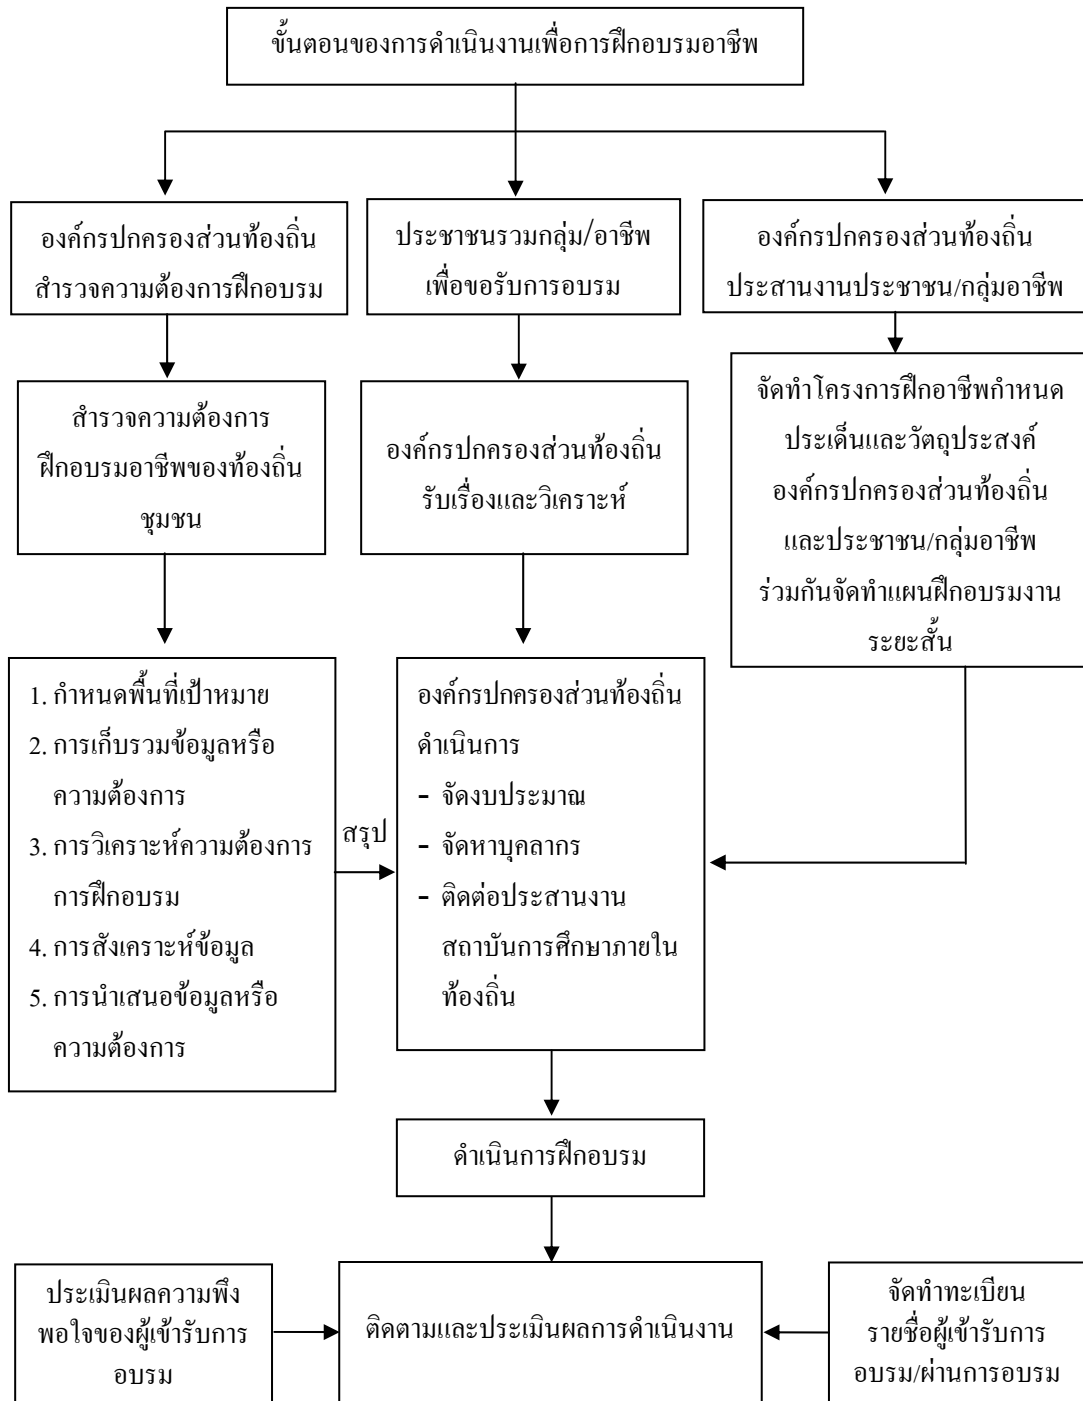 ขั้นตอนของการดำเนินงานเพื่อการฝึกอบรมอาชีพ
องค์กรปกครองส่วนท้องถิ่น
สำรวจความต้องการฝึกอบรม
ประชาชนรวมกลุ่ม/อาชีพ
เพื่อขอรับการอบรม
องค์กรปกครองส่วนท้องถิ่น
ประสานงานประชาชน/กลุ่มอาชีพ
สำรวจความต้องการ
ฝึกอบรมอาชีพของท้องถิ่น
ชุมชน
องค์กรปกครองส่วนท้องถิ่น
รับเรื่องและวิเคราะห์
จัดทำโครงการฝึกอาชีพกำหนด
ประเด็นและวัตถุประสงค์
องค์กรปกครองส่วนท้องถิ่น
และประชาชน/กลุ่มอาชีพ
ร่วมกันจัดทำแผนฝึกอบรมงาน
ระยะสั้น
1. กำหนดพื้นที่เป้าหมาย
2. การเก็บรวมข้อมูลหรือ
ความต้องการ
3. การวิเคราะห์ความต้องการ
การฝึกอบรม
4. การสังเคราะห์ข้อมูล
5. การนำเสนอข้อมูลหรือ
ความต้องการ
สรุป
องค์กรปกครองส่วนท้องถิ่น
ดำเนินการ
- จัดงบประมาณ
- จัดหาบุคลากร
- ติดต่อประสานงาน
สถาบันการศึกษาภายใน
ท้องถิ่น
ดำเนินการฝึกอบรม
ประเมินผลความพึง
พอใจของผู้เข้ารับการ
อบรม
ติดตามและประเมินผลการดำเนินงาน
จัดทำทะเบียน
รายชื่อผู้เข้ารับการ
อบรม/ผ่านการอบรม